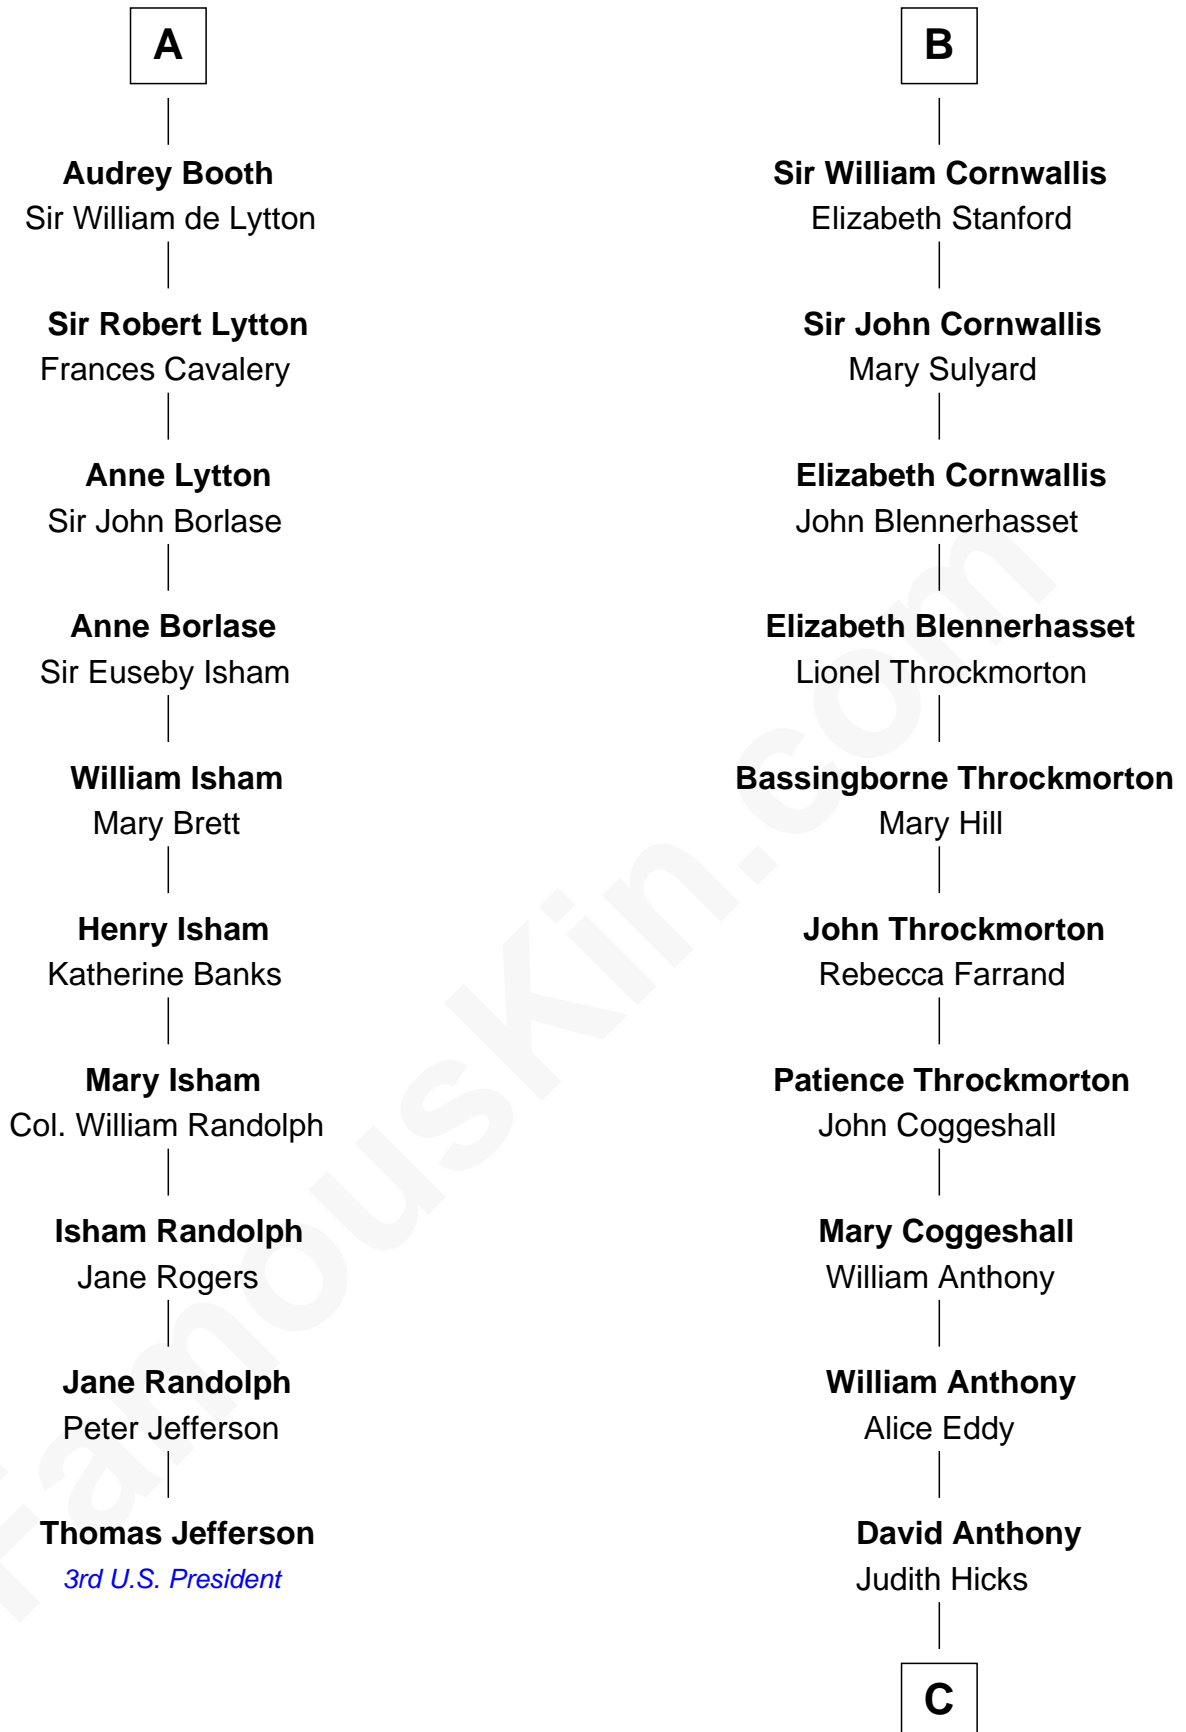 A
Audrey Booth
Sir William de Lytton
Sir Robert Lytton
Frances Cavalery
Anne Lytton
Sir John Borlase
Anne Borlase
Sir Euseby Isham
William Isham
Mary Brett
Henry Isham
Katherine Banks
Mary Isham
Col. William Randolph
Isham Randolph
Jane Rogers
Jane Randolph
Peter Jefferson
Thomas Jefferson
3rd U.S. President
B
Sir William Cornwallis
Elizabeth Stanford
Sir John Cornwallis
Mary Sulyard
Elizabeth Cornwallis
John Blennerhasset
Elizabeth Blennerhasset
Lionel Throckmorton
Bassingborne Throckmorton
Mary Hill
John Throckmorton
Rebecca Farrand
Patience Throckmorton
John Coggeshall
Mary Coggeshall
William Anthony
William Anthony
Alice Eddy
David Anthony
Judith Hicks
C
FamousKin.com